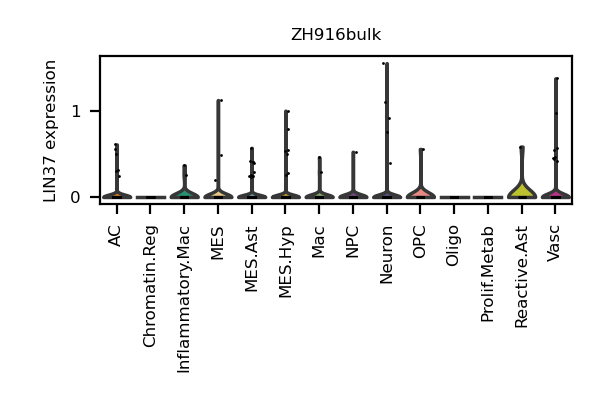 ZH916bulk
LIN37 expression
1
0
AC
Chromatin.Reg
Inflammatory.Mac
MES
MES.Ast
MES.Hyp
Mac
NPC
Neuron
OPC
Oligo
Prolif.Metab
Reactive.Ast
Vasc